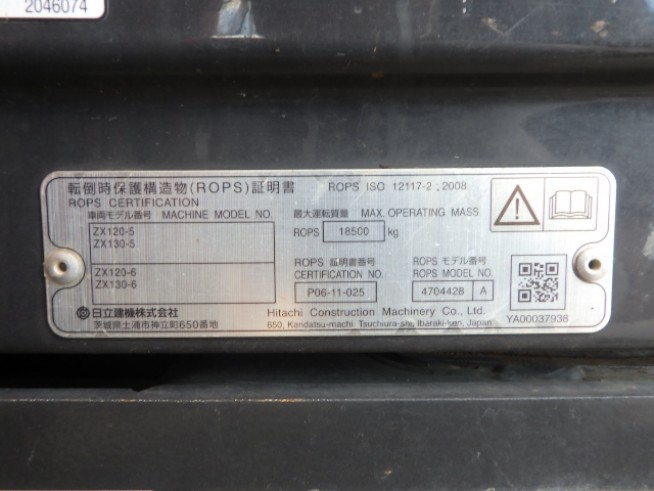 2046074
転倒時保護構造物(ROPS)証明書 ROPS ISO 12117-2 , 2008
ROPS CERTIFICATION
車両モデル番号 MACHINE MODEL NO. 最大運転質量 MAX. OPERATING MASS
ZX120-5
ZX130-5
ROPS 18500 kg
ZX120-6
ZX130-6
ROPS 証明書番号
CERTIFICATION NO.
P06-11-025
ROPS モデル番号
ROPS MODEL NO.
4704428 A
日立建機株式会社
茨城県土浦市神立町650番地
Hitachi Construction Machinery Co., Ltd.
650, Kandatsu-machi Tsuchiura-shi, Ibaraki-ken, Japan
YA00037938